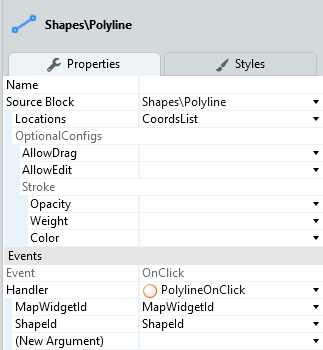 Shapes\Polyline
Properties Styles
Name
Source Block Shapes\Polyline
Locations CoordsList
OptionalConfigs
AllowDrag
AllowEdit
Stroke
Opacity
Weight
Color
Events
Event OnClick
Handler PolylineOnClick
MapWidgetId MapWidgetId
ShapeId ShapeId
(New Argument)